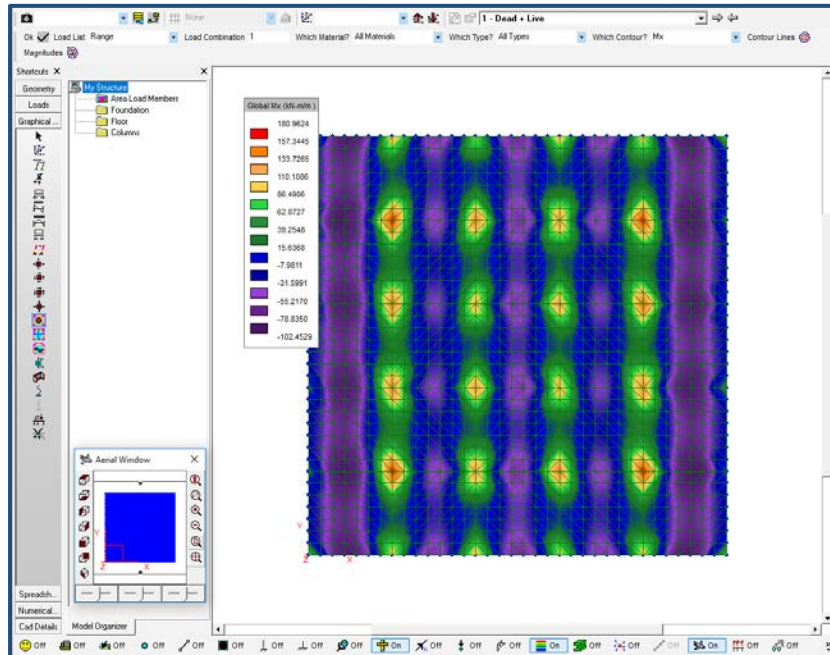 None
1 - Dead + Live
Ok Load List Range Load Combination 1 Which Material? All Materials Which Type? All Types Which Contour? Mx Contour Lines
Magnitudes
Shortcuts X
Geometry
Loads
Graphical ...
My Structure
Area Load Members
Foundation
Floor
Columns
Global Mx (kN-m/m )
180.9624
157.3445
133.7265
110.1086
86.4906
62.8727
39.2546
15.6368
-7.9811
-31.5991
-55.2170
-78.8350
-102.4529
Y
Z X
Aerial Window
Y
Z X
Spreadsh...
Numerical...
Cad Details
Model Organizer
Off Off Off Off Off Off Off Off Off On Off Off Off On Off Off Off On Off Off